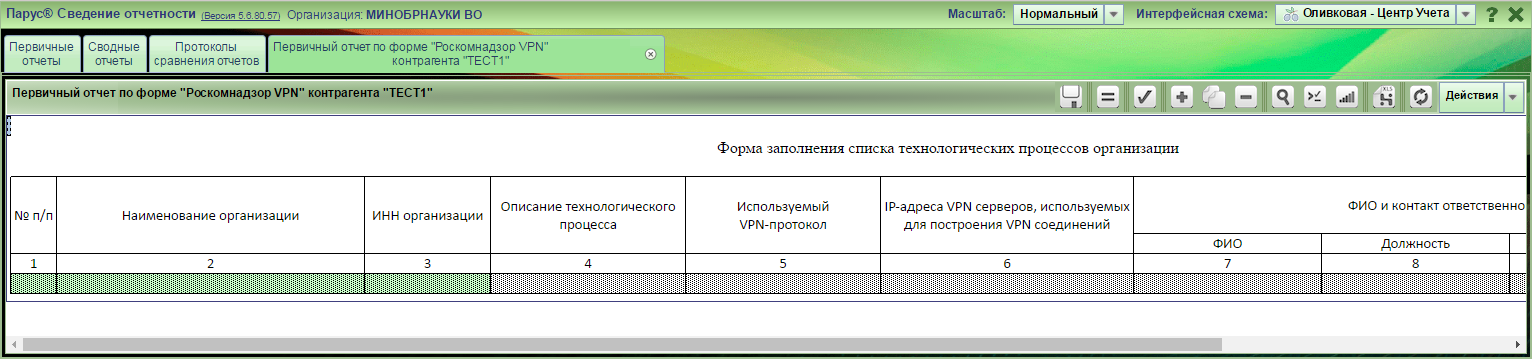 Парус® Сведение отчетности (Версия 5.6.80.57) Организация: МИНОБРНАУКИ ВО Масштаб: Нормальный Интерфейсная схема: Оливковая - Центр Учета
Первичные отчеты
Сводные отчеты
Протоколы сравнения отчетов
Первичный отчет по форме "Роскомнадзор VPN"
контрагента "ТЕСТ1"
Первичный отчет по форме "Роскомнадзор VPN" контрагента "ТЕСТ1" XLS Действия
Форма заполнения списка технологических процессов организации
№ п/п
Наименование организации
ИНН организации
Описание технологического
процесса
Используемый
VPN-протокол
IP-адреса VPN серверов, используемых
для построения VPN соединений
ФИО и контакт ответственно
ФИО Должность
1 2 3 4 5 6 7 8